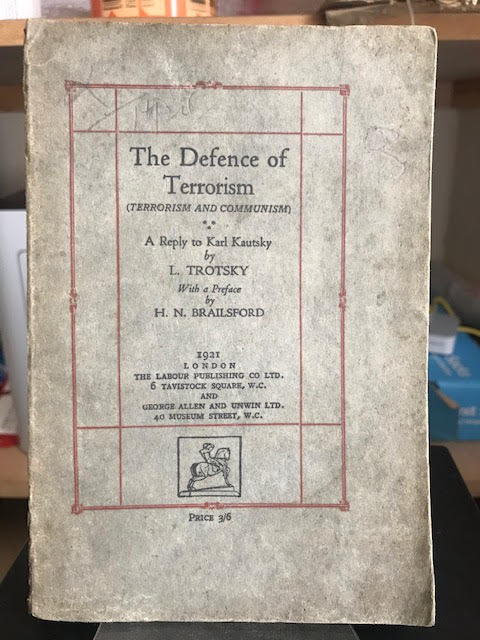 The Defence of
Terrorism
(TERRORISM AND COMMUNISM)
A Reply to Karl Kautsky
by
L. TROTSKY
With a Preface
by
H. N. BRAILSFORD
1921
LONDON
THE LABOUR PUBLISHING CO LTD.
6 TAVISTOCK SQUARE, W.C.
AND
GEORGE ALLEN AND UNWIN LTD.
40 MUSEUM STREET, W.C.
PRICE 3/6